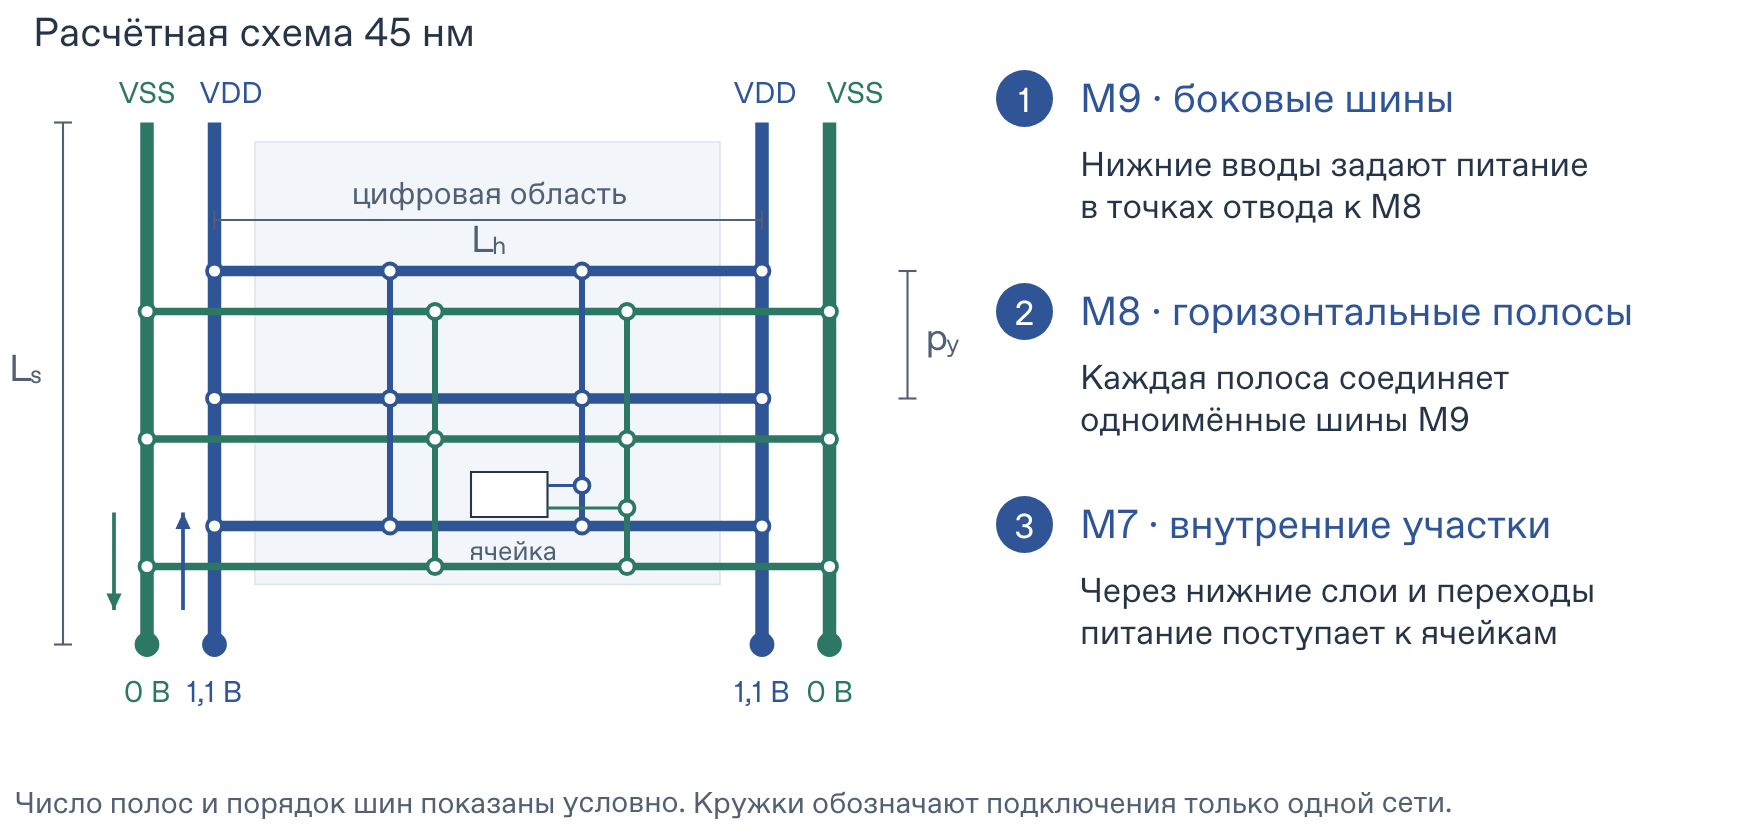 Расчётная схема 45 нм
VSS VDD VDD VSS
цифровая область
Lh
Ls
py
ячейка
0 В 1,1 В 1,1 В 0 В
1 M9 · боковые шины
Нижние вводы задают питание
в точках отвода к M8
2 M8 · горизонтальные полосы
Каждая полоса соединяет
одноимённые шины M9
3 M7 · внутренние участки
Через нижние слои и переходы
питание поступает к ячейкам
Число полос и порядок шин показаны условно. Кружки обозначают подключения только одной сети.